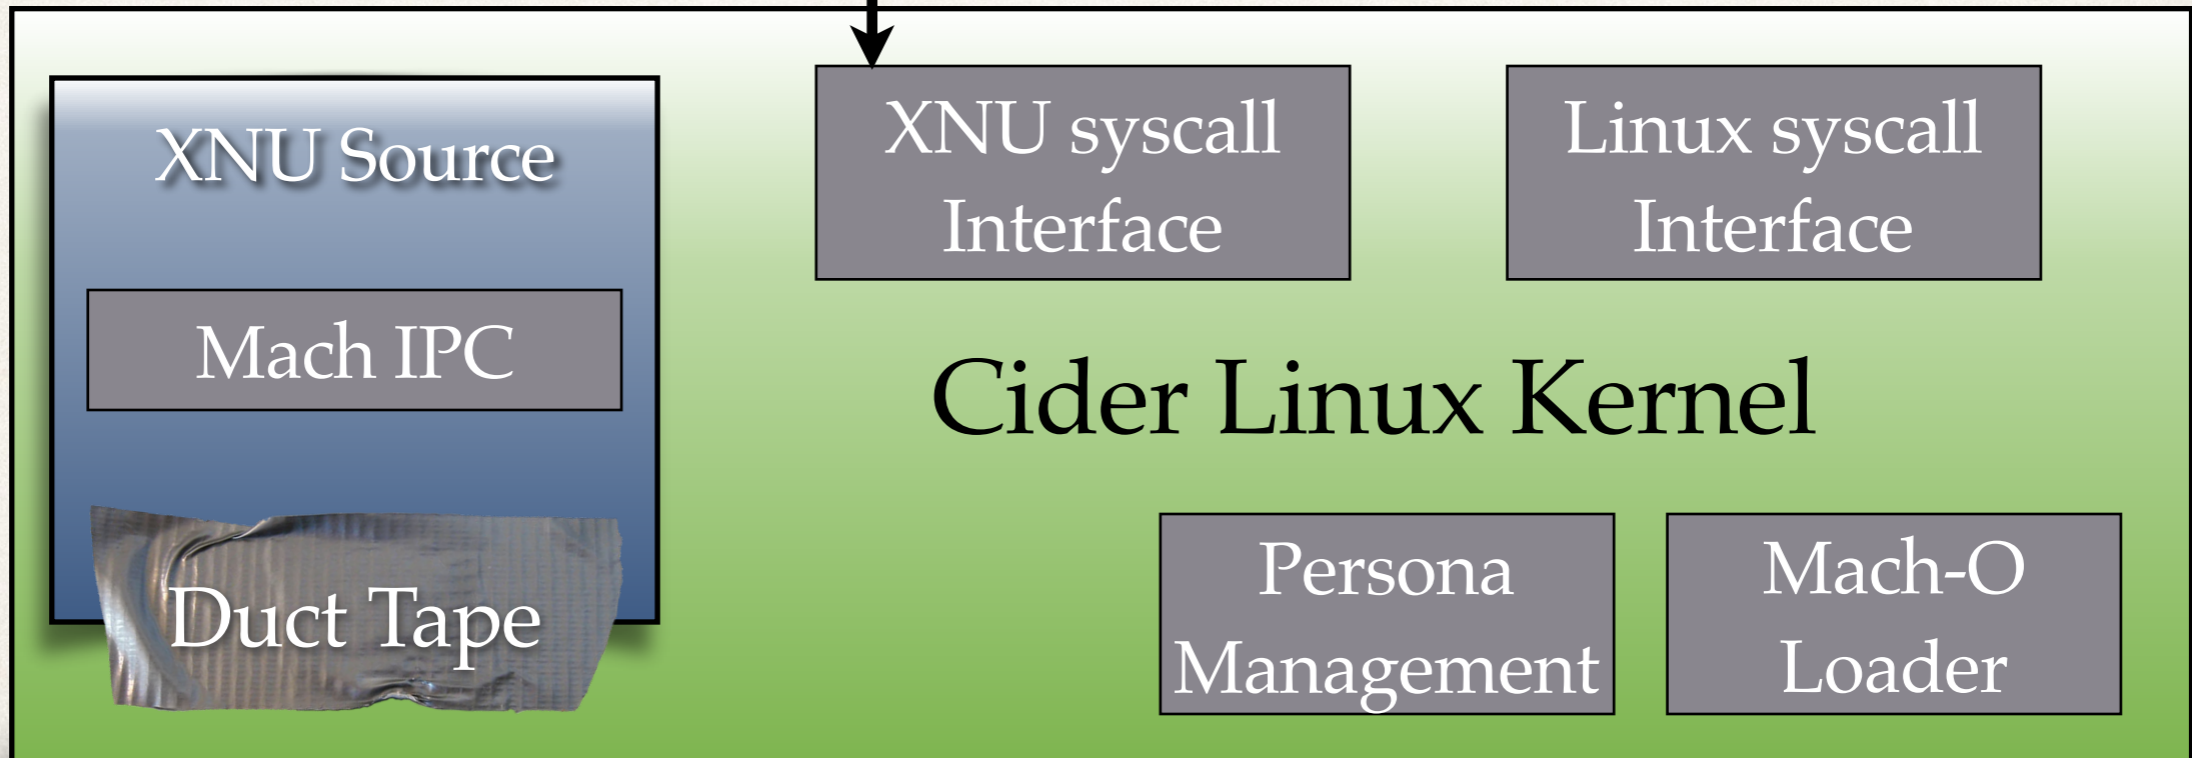 XNU Source
Mach IPC
Duct Tape
XNU syscall
Interface
Linux syscall
Interface
Cider Linux Kernel
Persona
Management
Mach-O
Loader